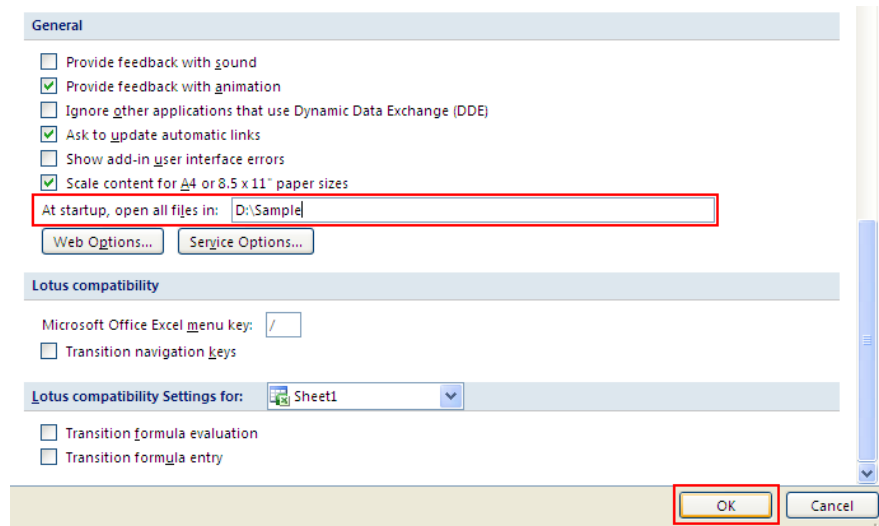 General
Provide feedback with sound
Provide feedback with animation
Ignore other applications that use Dynamic Data Exchange (DDE)
Ask to update automatic links
Show add-in user interface errors
Scale content for A4 or 8.5 x 11" paper sizes
At startup, open all files in: D:\Sample
Web Options... Service Options...
Lotus compatibility
Microsoft Office Excel menu key: /
Transition navigation keys
Lotus compatibility Settings for: Sheet1
Transition formula evaluation
Transition formula entry
OK Cancel